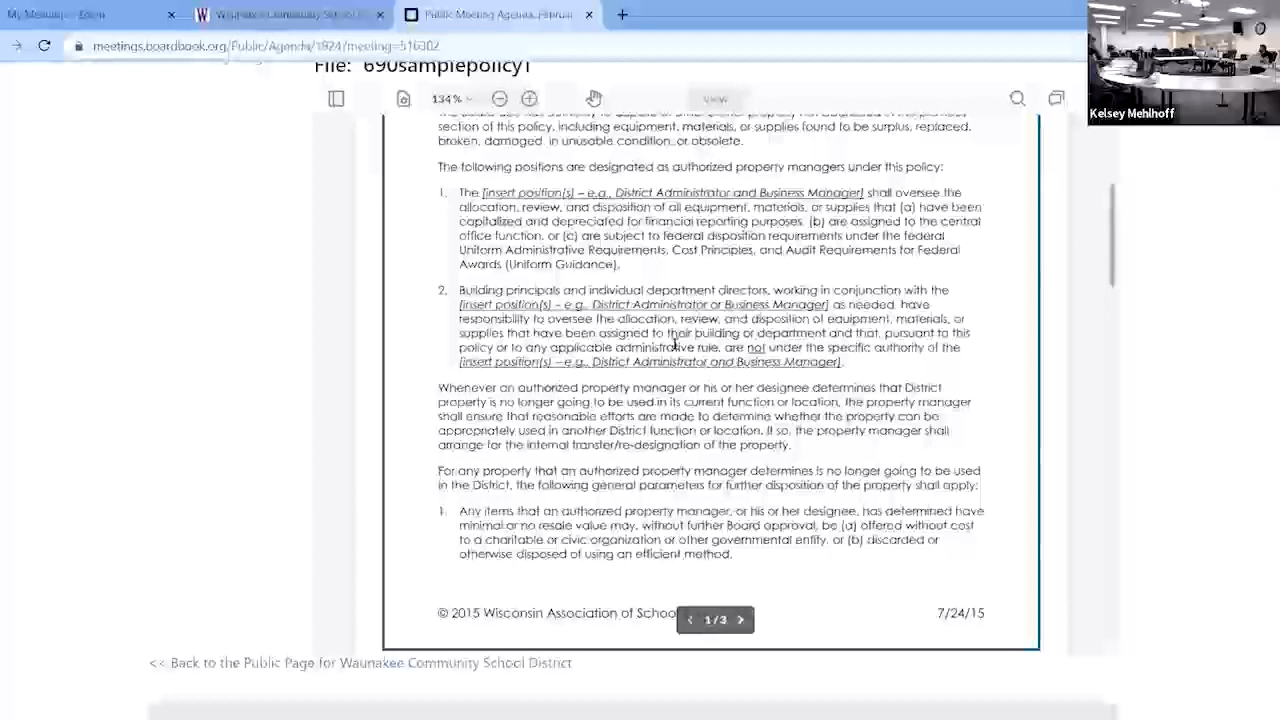 Public Meeting Agenda
meetings.boardbook.org/Public/Agenda/1924?meeting=516302
File: 690sample
134%
Kelsey Mehlhoff
section of this policy, including equipment, materials, or supplies found to be surplus, replaced,
broken, damaged, in unusable condition, or obsolete.
The following positions are designated as authorized property managers under this policy:
1. The [insert position(s) – e.g., District Administrator and Business Manager] shall oversee the
allocation, review, and disposition of all equipment, materials, or supplies that (a) have been
capitalized and depreciated for financial reporting purposes, (b) are assigned to the central
office function, or (c) are subject to federal disposition requirements under the federal
Uniform Administrative Requirements, Cost Principles, and Audit Requirements for Federal
Awards (Uniform Guidance).
2. Building principals and individual department directors, working in conjunction with the
[insert position(s) – e.g., District Administrator or Business Manager] as needed, have
responsibility to oversee the allocation, review, and disposition of equipment, materials, or
supplies that have been assigned to their building or department and that, pursuant to this
policy or to any applicable administrative rule, are not under the specific authority of the
[insert position(s) – e.g., District Administrator and Business Manager].
Whenever an authorized property manager or his or her designee determines that District
property is no longer going to be used in its current function or location, the property manager
shall ensure that reasonable efforts are made to determine whether the property can be
appropriately used in another District function or location. If so, the property manager shall
arrange for the internal transfer/re-designation of the property.
For any property that an authorized property manager determines is no longer going to be used
in the District, the following general parameters for further disposition of the property shall apply:
1. Any items that an authorized property manager, or his or her designee, has determined have
minimal or no resale value may, without further Board approval, be (a) offered without cost
to a charitable or civic organization or other governmental entity, or (b) discarded or
otherwise disposed of using an efficient method.
© 2015 Wisconsin Association of Schoo
1 / 3
7/24/15
<< Back to the Public Page for Waunakee Community School District